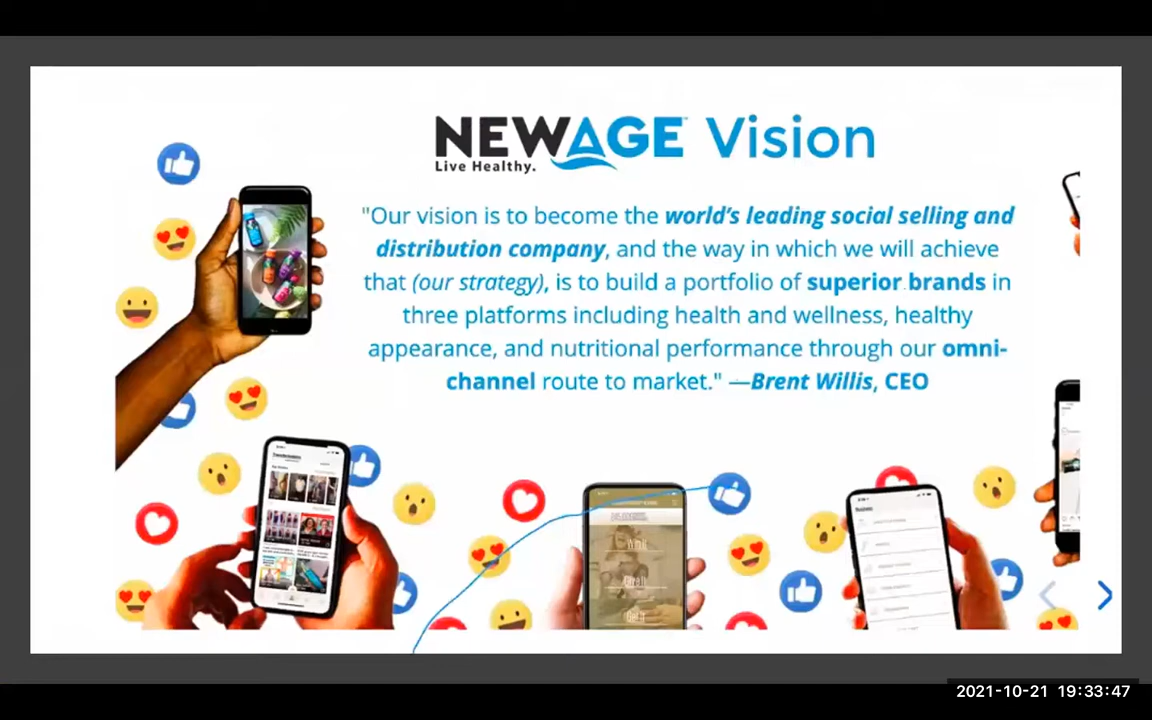 NEWAGE Vision
Live Healthy.
"Our vision is to become the world's leading social selling and
distribution company, and the way in which we will achieve
that (our strategy), is to build a portfolio of superior brands in
three platforms including health and wellness, healthy
appearance, and nutritional performance through our omni-
channel route to market." —Brent Willis, CEO
2021-10-21 19:33:47